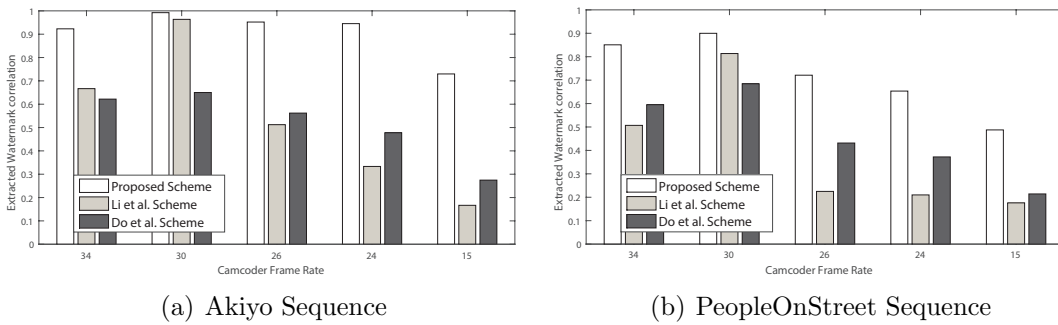 Extracted Watermark correlation
1
0.9
0.8
0.7
0.6
0.5
0.4
0.3
0.2
0.1
0
Proposed Scheme
Li et al. Scheme
Do et al. Scheme
34 30 26 24 15
Camcoder Frame Rate
(a) Akiyo Sequence
Extracted Watermark correlation
1
0.9
0.8
0.7
0.6
0.5
0.4
0.3
0.2
0.1
0
Proposed Scheme
Li et al. Scheme
Do et al. Scheme
34 30 26 24 15
Camcoder Frame Rate
(b) PeopleOnStreet Sequence